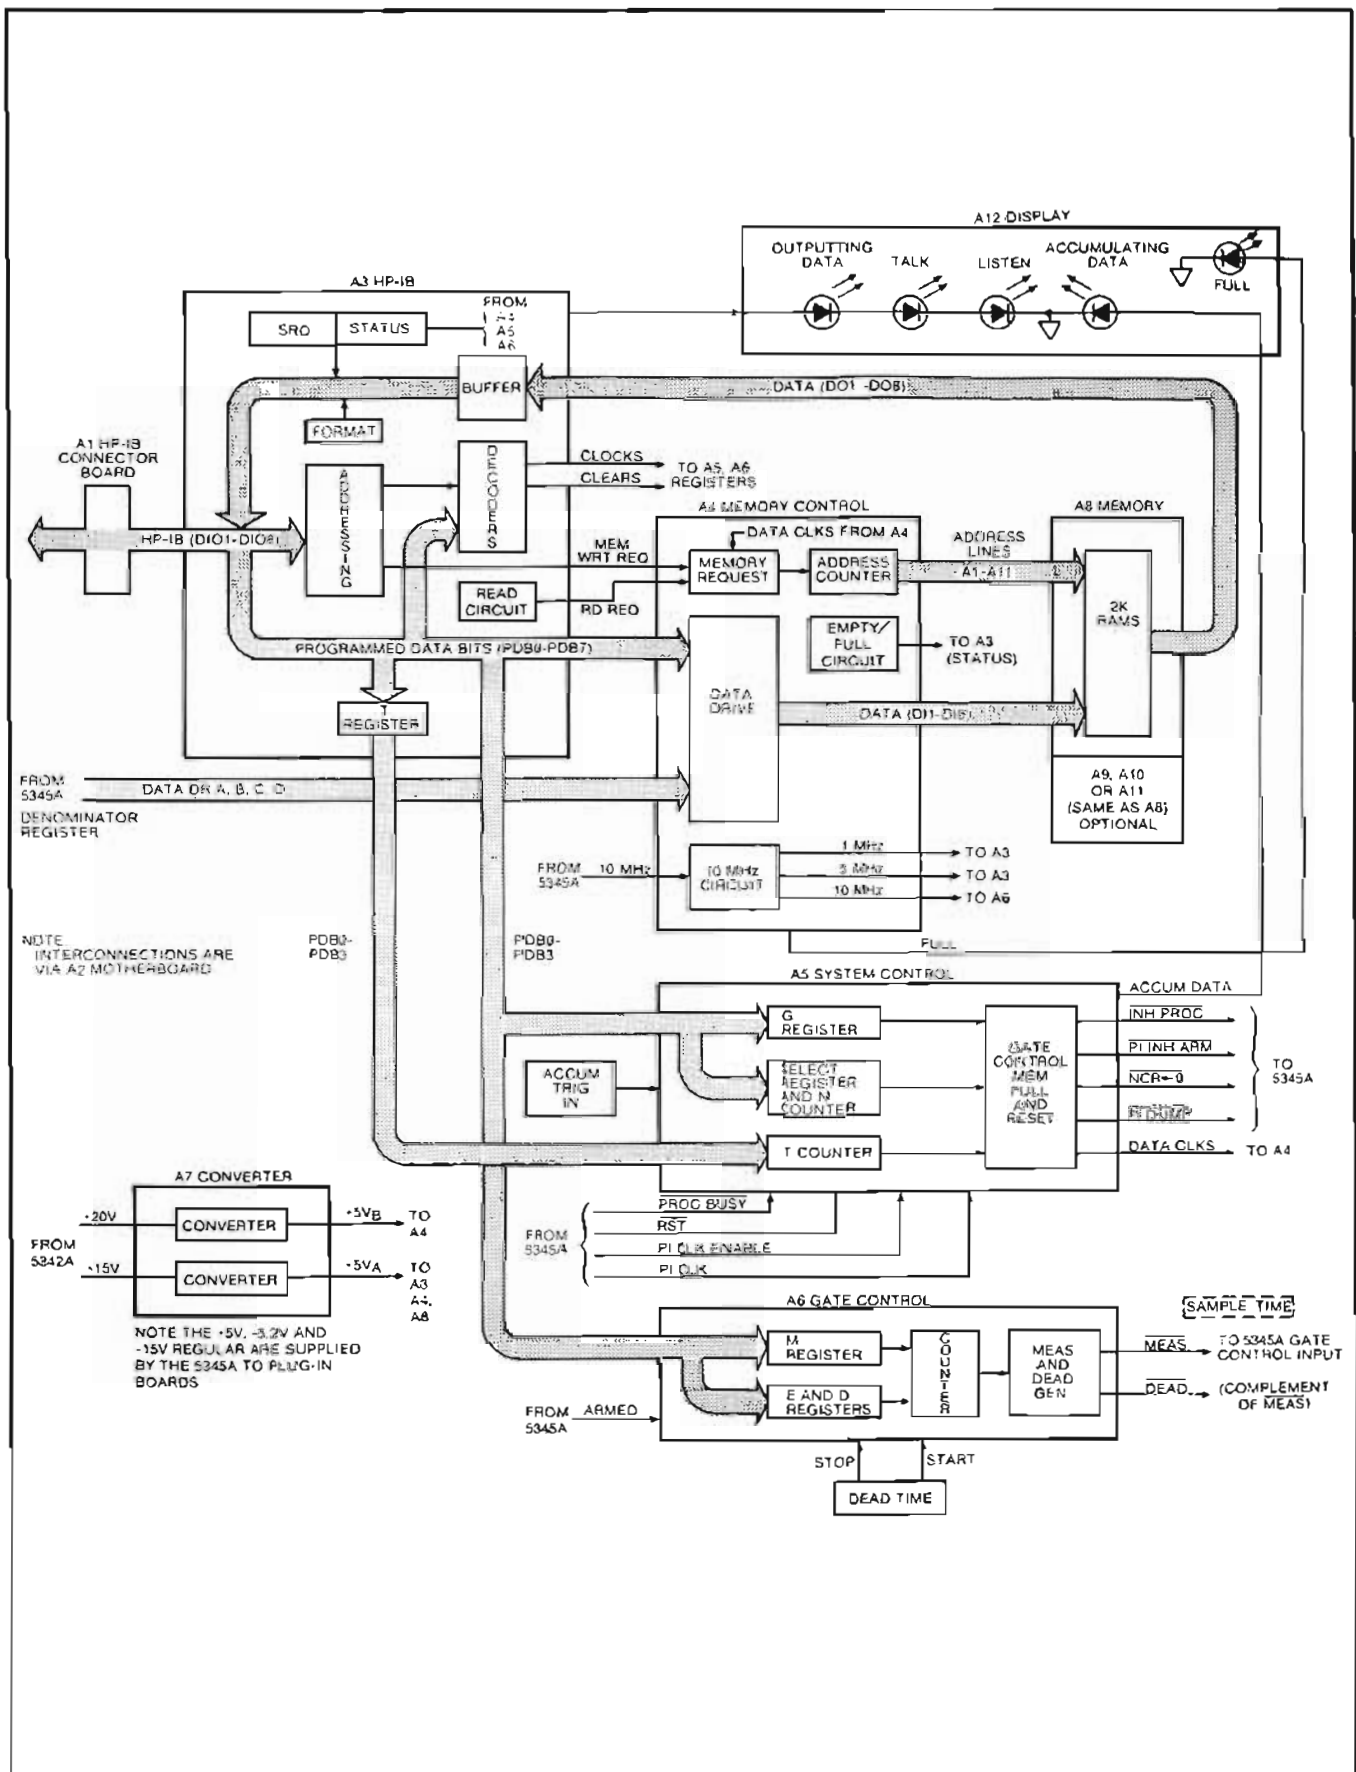 A12 DISPLAY
OUTPUTTING
DATA
TALK
LISTEN
ACCUMULATING
DATA
FULL
A3 HP-IB
SRQ
STATUS
FROM
A4
A5
A6
BUFFER
DATA (DO1 -DO8)
FORMAT
A1 HP-IB
CONNECTOR
BOARD
HP-IB (DIO1-DIO8)
ADDRESSING
DECODERS
CLOCKS
CLEARS
TO A5, A6
REGISTERS
MEM
WRT REQ
READ
CIRCUIT
RD REQ
PROGRAMMED DATA BITS (PDB0-PDB7)
T
REGISTER
A4 MEMORY CONTROL
DATA CLKS FROM A4
MEMORY
REQUEST
ADDRESS
COUNTER
ADDRESS
LINES
A1-A11
EMPTY/
FULL
CIRCUIT
TO A3
(STATUS)
DATA
DRIVE
DATA (DI1-DI8)
A8 MEMORY
2K
RAMS
A9, A10
OR A11
(SAME AS A8)
OPTIONAL
FROM
5345A
DATA OR A, B, C, D
DENOMINATOR
REGISTER
FROM
5345A
10 MHz
10 MHz
CIRCUIT
1 MHz
TO A3
5 MHz
TO A3
10 MHz
TO A6
FULL
NOTE
INTERCONNECTIONS ARE
VIA A2 MOTHERBOARD
PDB0-
PDB3
PDB0-
PDB3
A5 SYSTEM CONTROL
ACCUM DATA
G
REGISTER
SELECT
REGISTER
AND N
COUNTER
T COUNTER
GATE
CONTROL
MEM
FULL
AND
RESET
INH PROC
PI INH ARM
NCR←0
PI DUMP
TO
5345A
DATA CLKS
TO A4
ACCUM
TRIG
IN
FROM
5345A
PROC BUSY
RST
PI CLK ENABLE
PI CLK
A7 CONVERTER
FROM
5342A
+20V
CONVERTER
+5VB
TO
A4
+15V
CONVERTER
+5VA
TO
A3
A4,
A8
NOTE THE +5V, -5.2V AND
-15V REGULAR ARE SUPPLIED
BY THE 5345A TO PLUG-IN
BOARDS
A6 GATE CONTROL
M
REGISTER
E AND D
REGISTERS
COUNTER
MEAS
AND
DEAD
GEN
SAMPLE TIME
MEAS
TO 5345A GATE
CONTROL INPUT
DEAD
(COMPLEMENT
OF MEAS)
FROM
5345A
ARMED
STOP
START
DEAD TIME